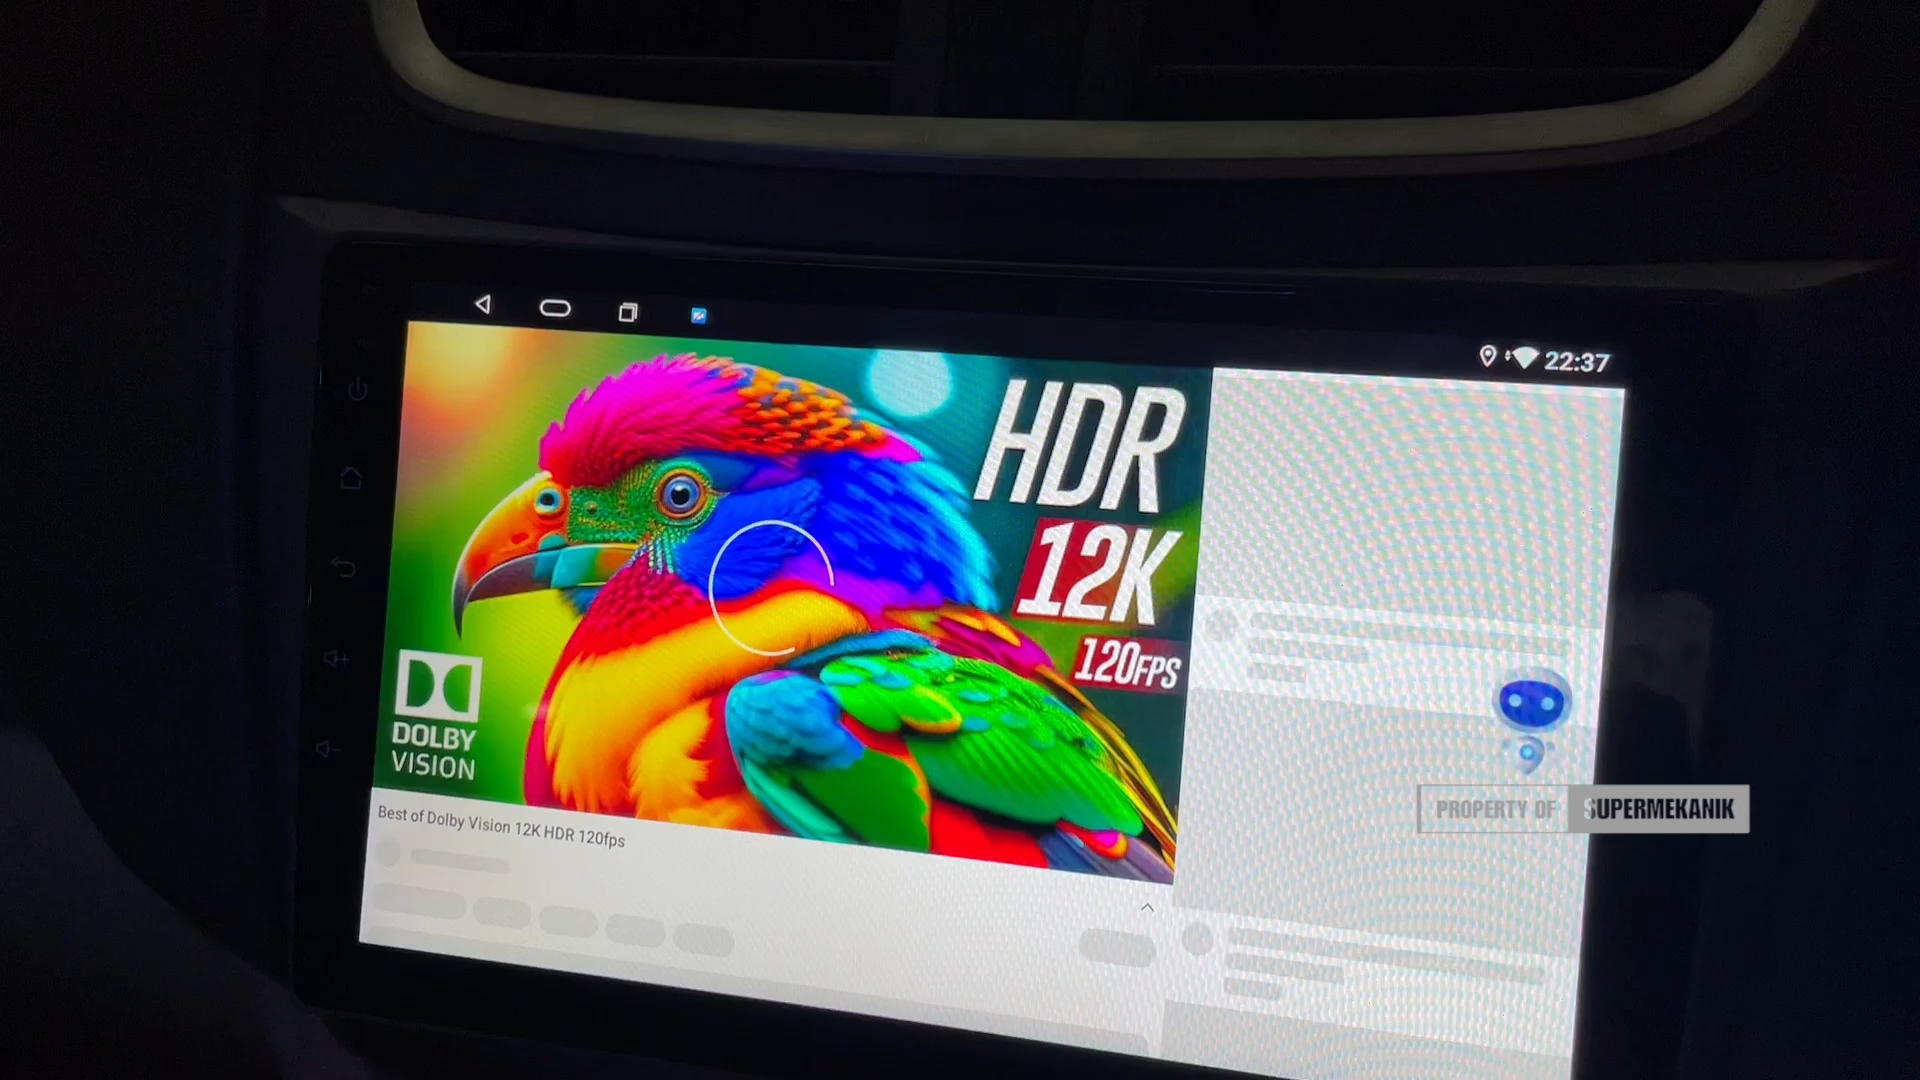 22:37
HDR
12K
120FPS
DOLBY
VISION
Best of Dolby Vision 12K HDR 120fps
PROPERTY OF SUPERMEKANIK